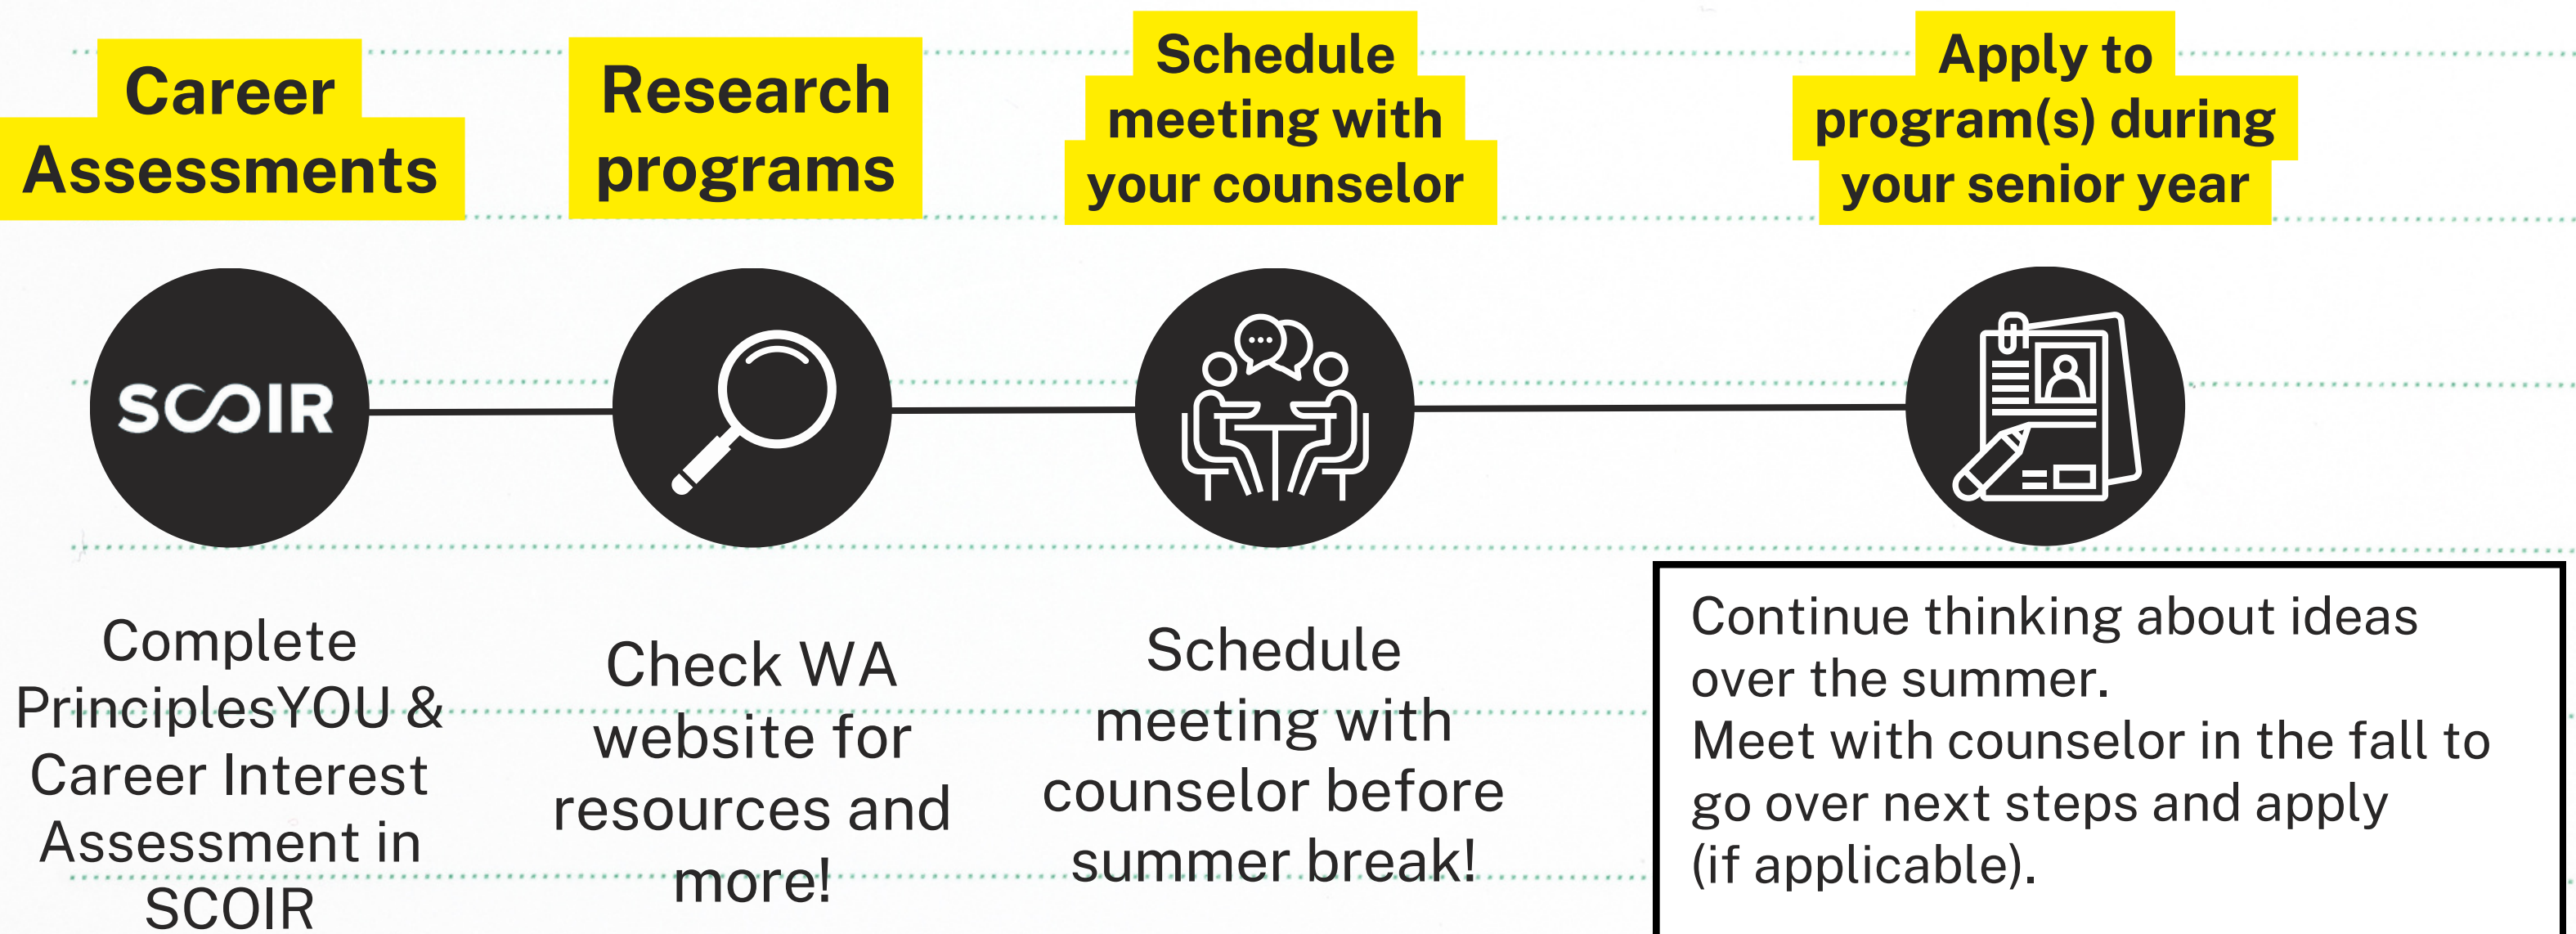 Career
Assessments
Research
programs
Schedule
meeting with
your counselor
Apply to
program(s) during
your senior year
SCOIR
Complete
PrinciplesYOU &
Career Interest
Assessment in
SCOIR
Check WA
website for
resources and
more!
Schedule
meeting with
counselor before
summer break!
Continue thinking about ideas
over the summer.
Meet with counselor in the fall to
go over next steps and apply
(if applicable).